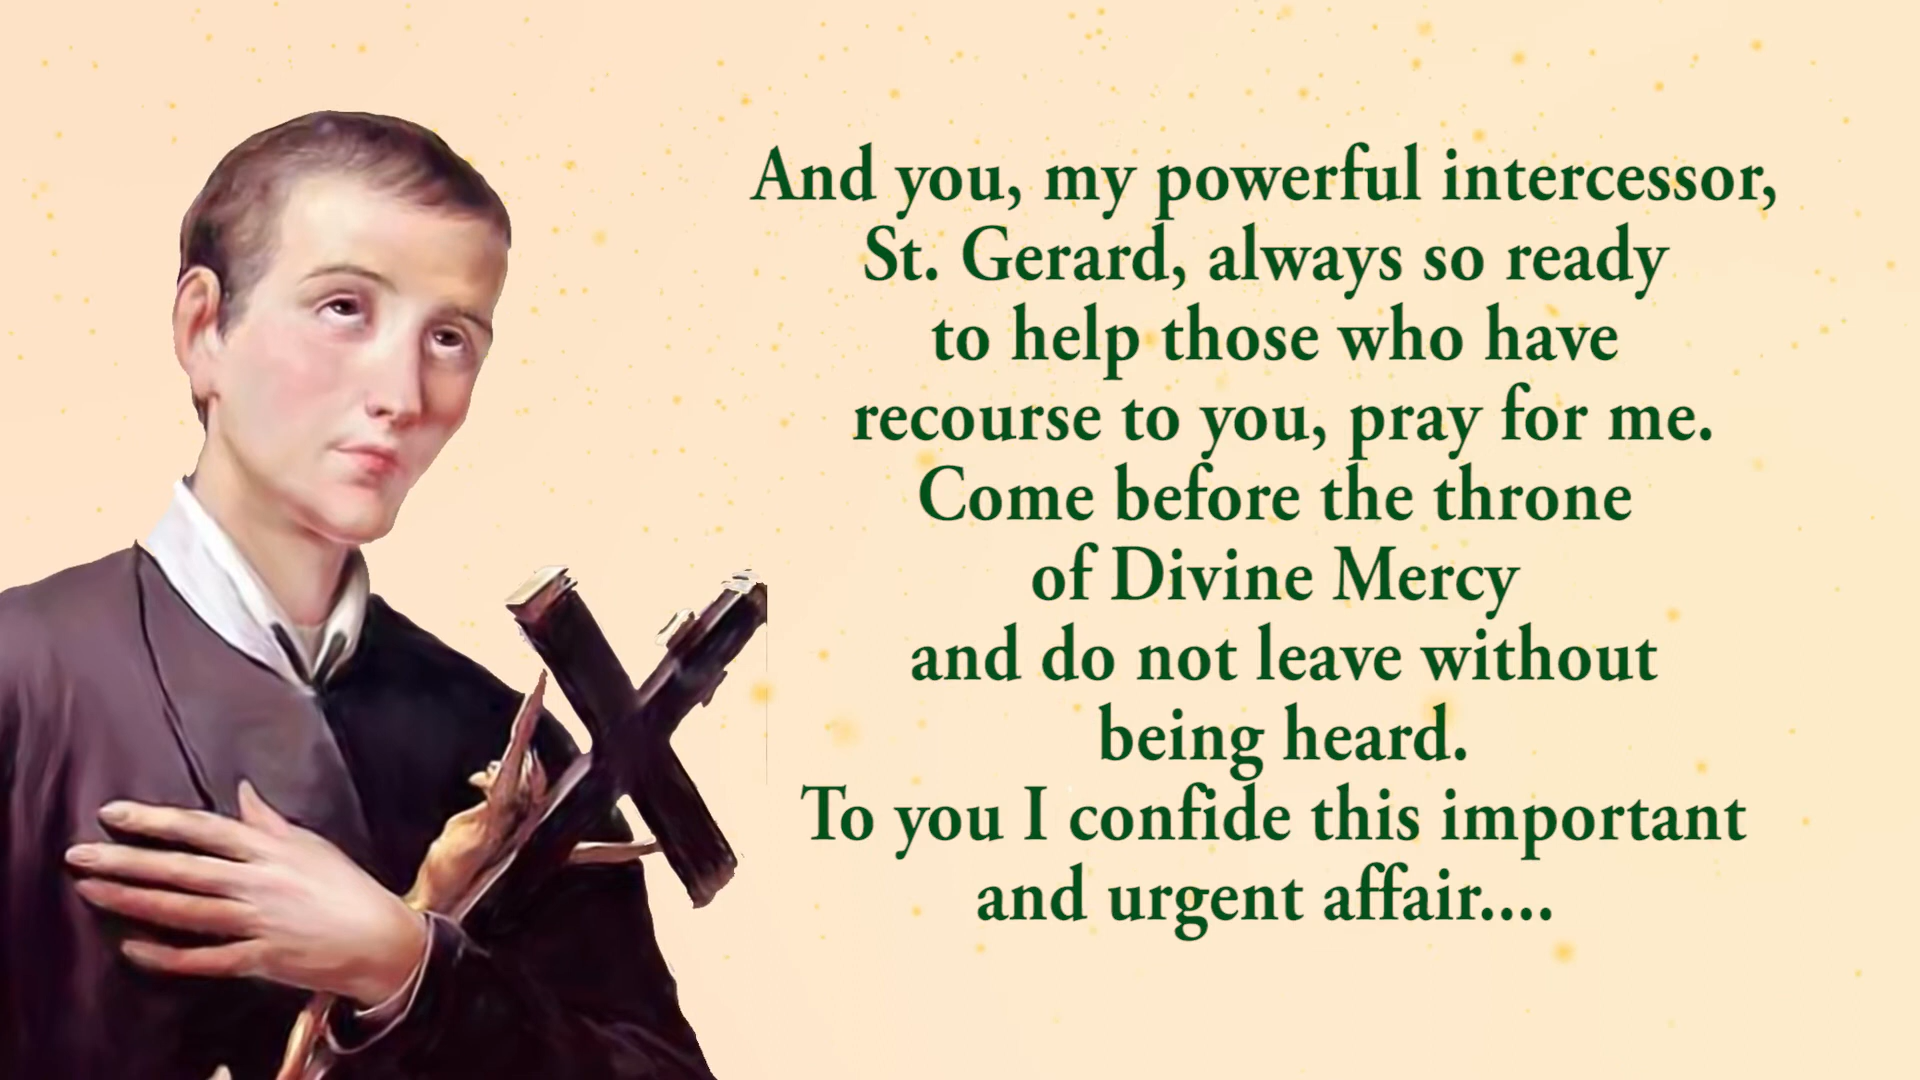 And you, my powerful intercessor,
St. Gerard, always so ready
to help those who have
recourse to you, pray for me.
Come before the throne
of Divine Mercy
and do not leave without
being heard.
To you I confide this important
and urgent affair....